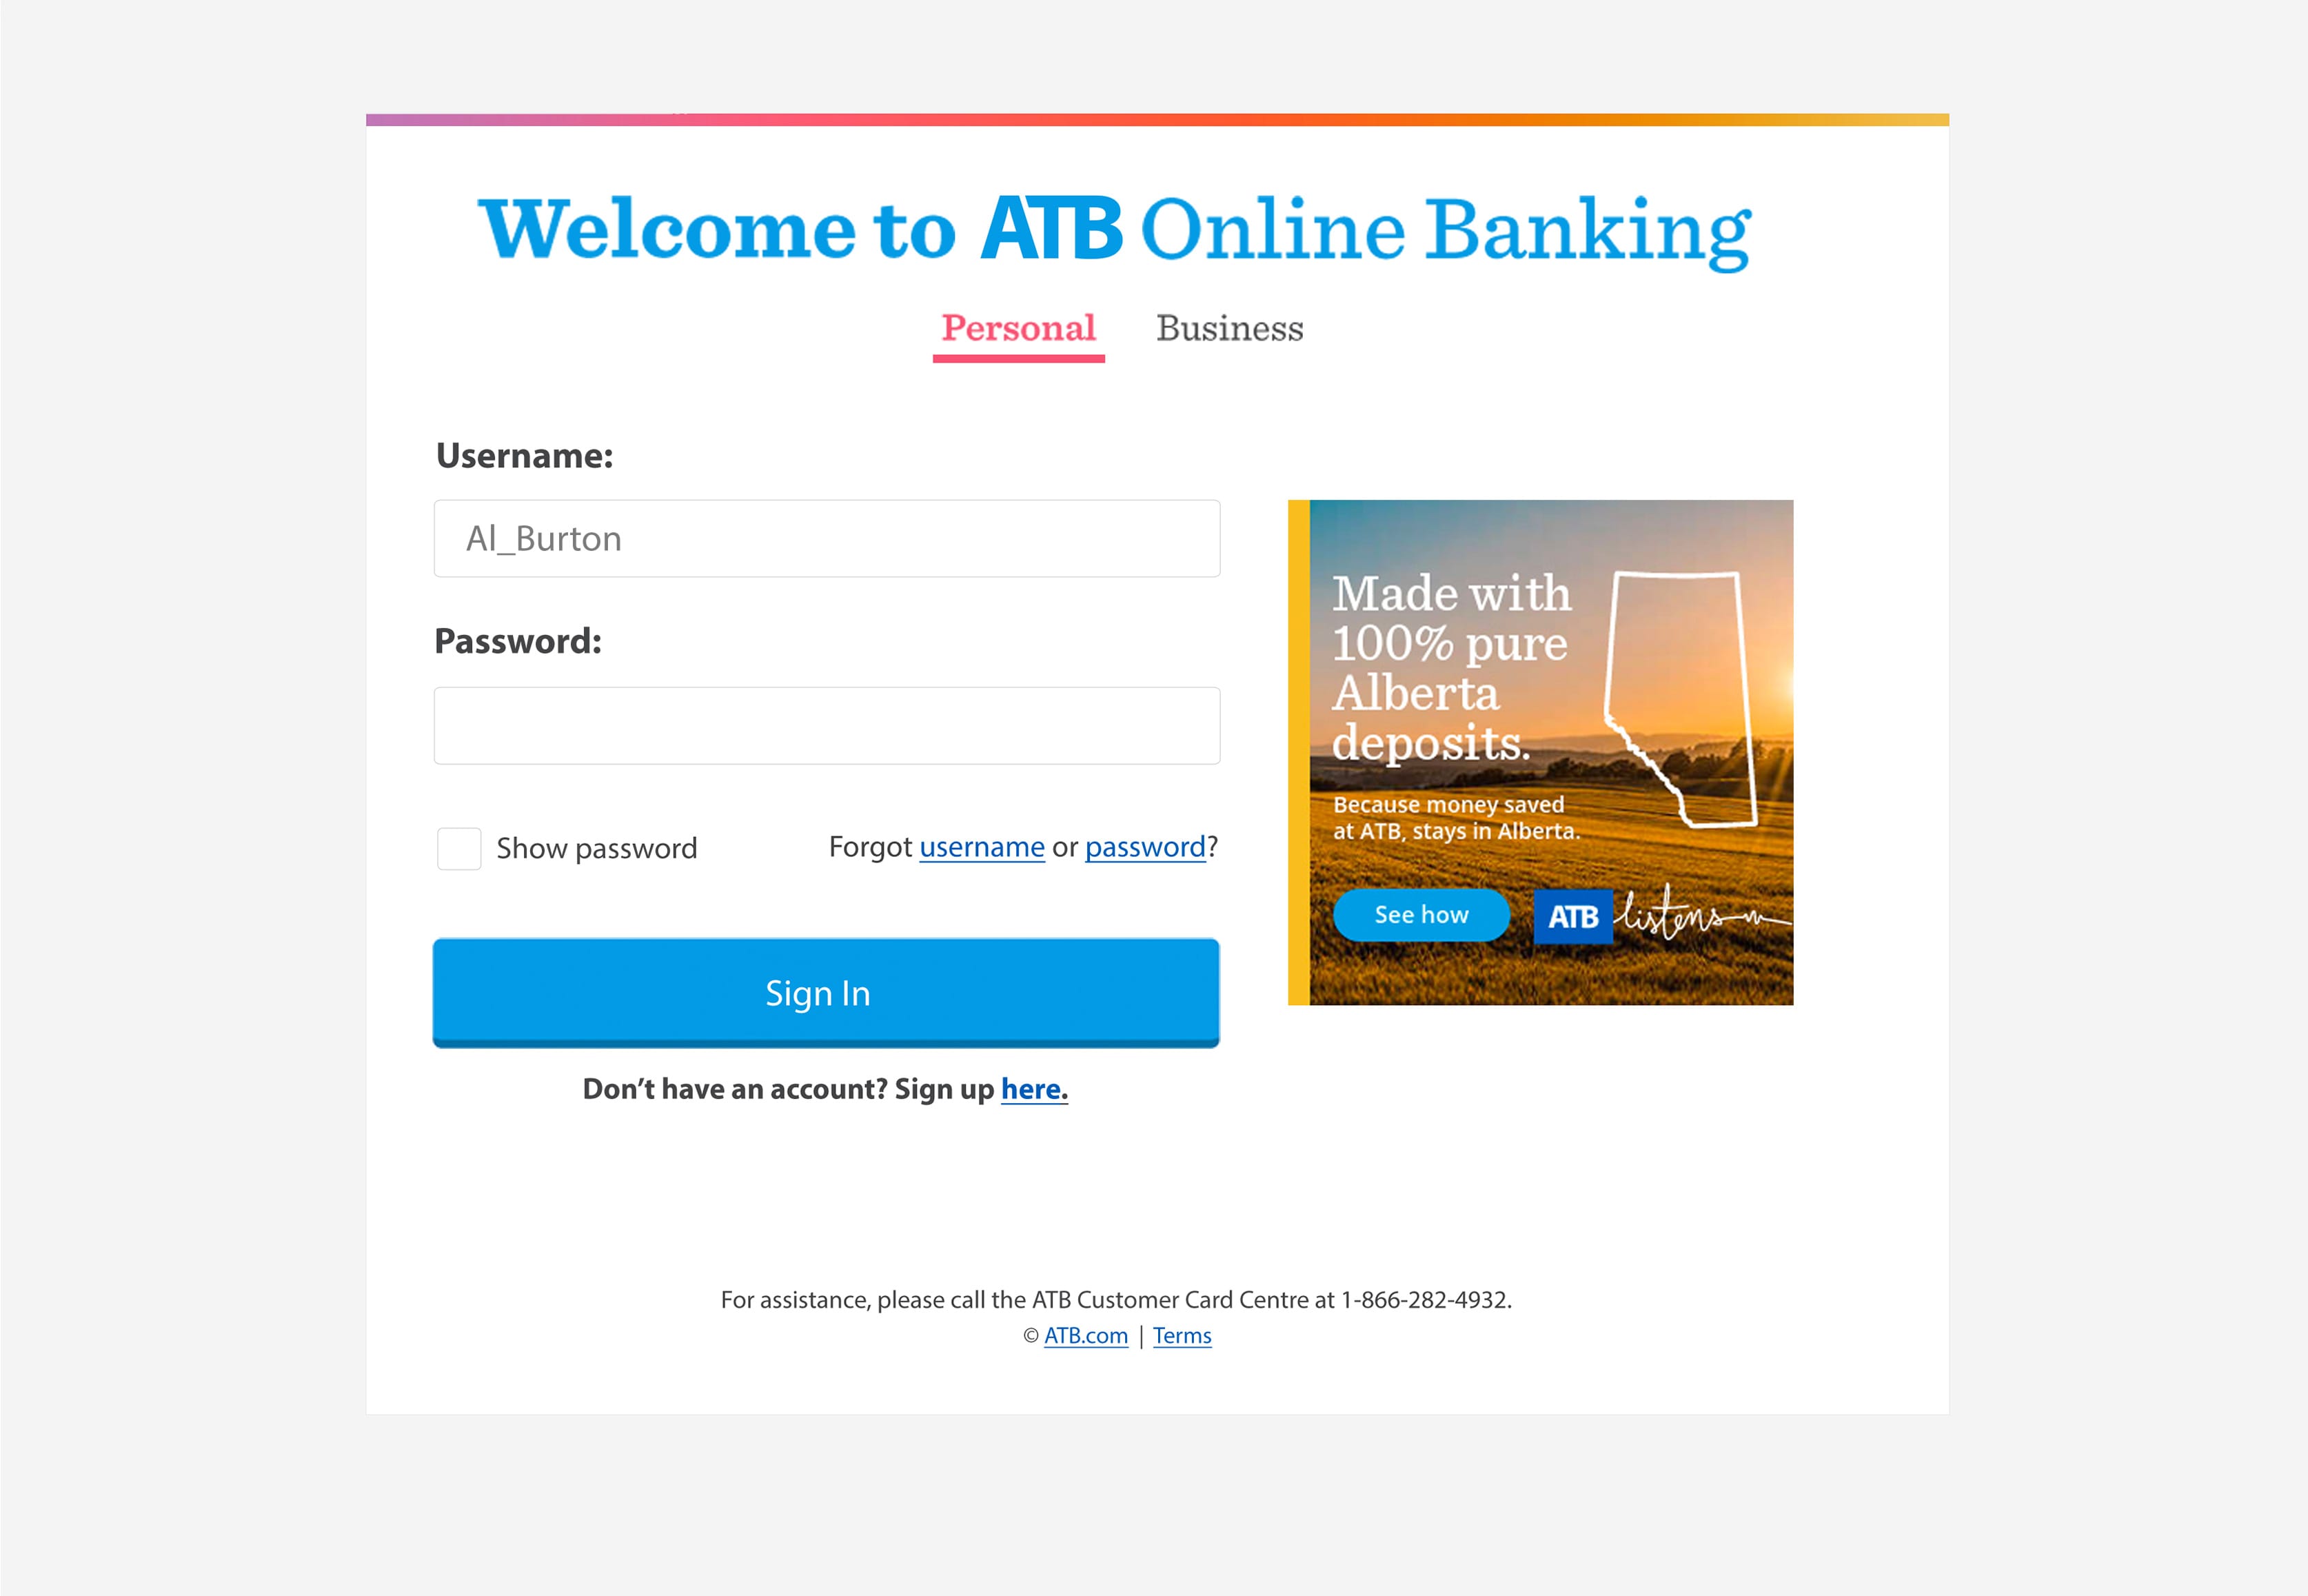 Welcome to ATB Online Banking
Personal Business
Username:
Al_Burton
Password:
Show password
Forgot username or password?
Sign In
Don’t have an account? Sign up here.
Made with
100% pure
Alberta
deposits.
Because money saved
at ATB, stays in Alberta.
See how
ATB listens
For assistance, please call the ATB Customer Card Centre at 1-866-282-4932.
© ATB.com | Terms